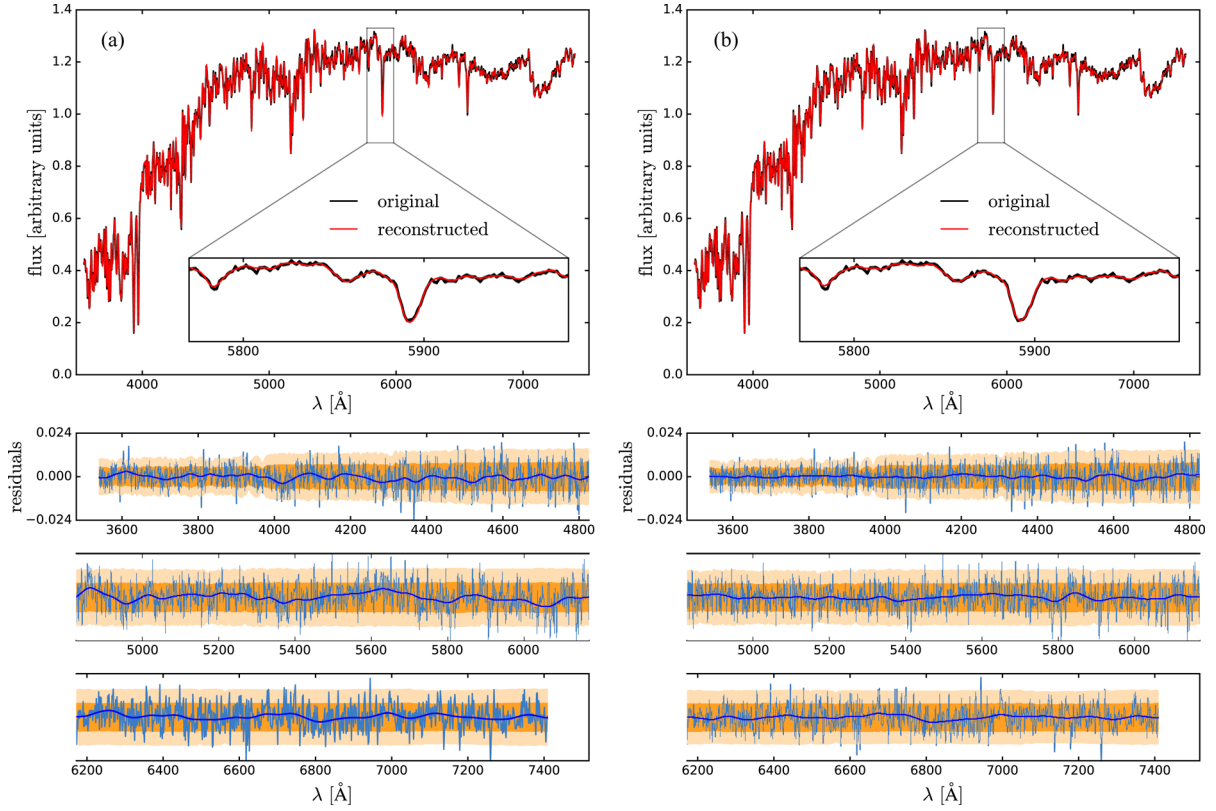 (a)
1.4
1.2
1.0
0.8
0.6
0.4
0.2
0.0
flux [arbitrary units]
original
reconstructed
5800 5900
4000 5000 6000 7000
λ [Å]
(b)
1.4
1.2
1.0
0.8
0.6
0.4
0.2
0.0
flux [arbitrary units]
original
reconstructed
5800 5900
4000 5000 6000 7000
λ [Å]
0.024
0.000
−0.024
residuals
3600 3800 4000 4200 4400 4600 4800
5000 5200 5400 5600 5800 6000
6200 6400 6600 6800 7000 7200 7400
λ [Å]
0.024
0.000
−0.024
residuals
3600 3800 4000 4200 4400 4600 4800
5000 5200 5400 5600 5800 6000
6200 6400 6600 6800 7000 7200 7400
λ [Å]